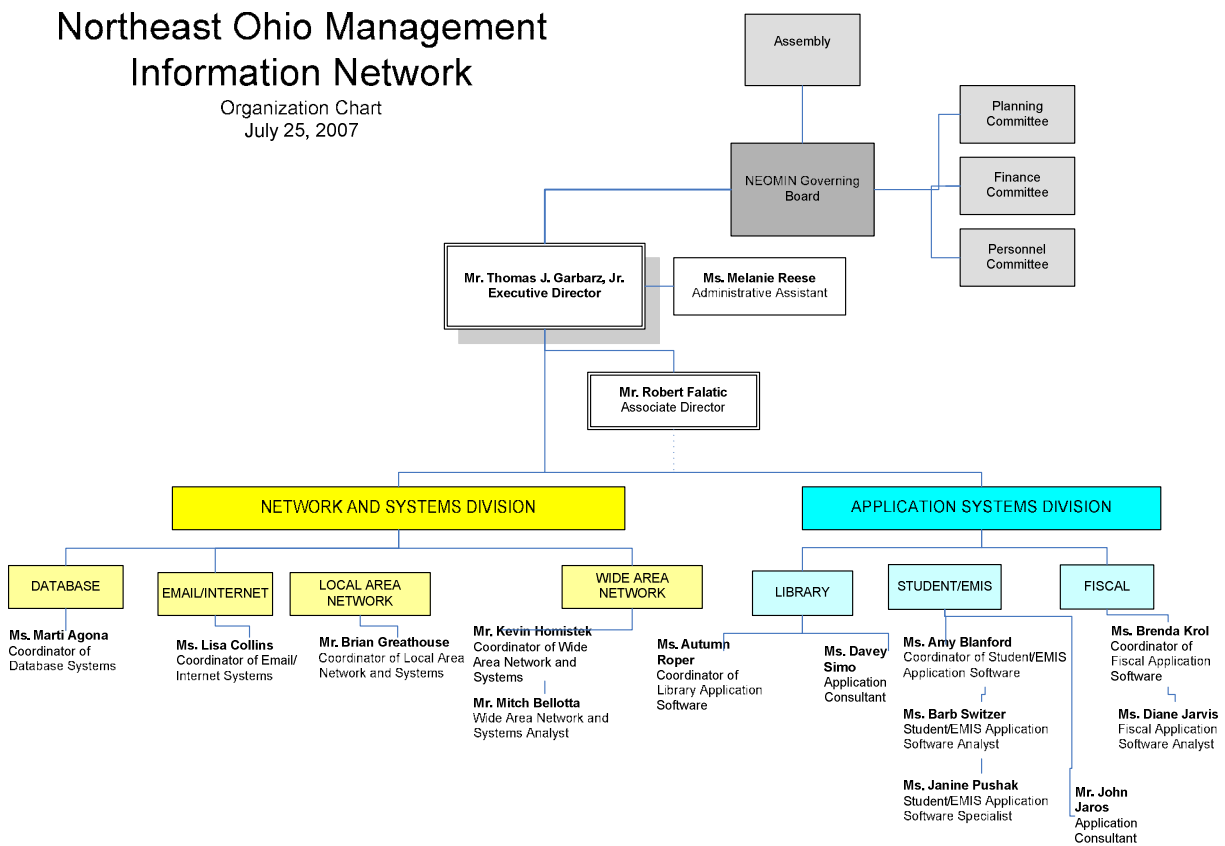 Northeast Ohio Management
Information Network
Organization Chart
July 25, 2007
Assembly
Planning
Committee
NEOMIN Governing
Board
Finance
Committee
Personnel
Committee
Mr. Thomas J. Garbarz, Jr.
Executive Director
Ms. Melanie Reese
Administrative Assistant
Mr. Robert Falatic
Associate Director
NETWORK AND SYSTEMS DIVISION
APPLICATION SYSTEMS DIVISION
DATABASE
EMAIL/INTERNET
LOCAL AREA
NETWORK
WIDE AREA
NETWORK
LIBRARY
STUDENT/EMIS
FISCAL
Ms. Marti Agona
Coordinator of
Database Systems
Ms. Lisa Collins
Coordinator of Email/
Internet Systems
Mr. Brian Greathouse
Coordinator of Local Area
Network and Systems
Mr. Kevin Homistek
Coordinator of Wide
Area Network and
Systems
Mr. Mitch Bellotta
Wide Area Network and
Systems Analyst
Ms. Autumn
Roper
Coordinator of
Library Application
Software
Ms. Davey
Simo
Application
Consultant
Ms. Amy Blanford
Coordinator of Student/EMIS
Application Software
Ms. Barb Switzer
Student/EMIS Application
Software Analyst
Ms. Janine Pushak
Student/EMIS Application
Software Specialist
Mr. John
Jaros
Application
Consultant
Ms. Brenda Krol
Coordinator of
Fiscal Application
Software
Ms. Diane Jarvis
Fiscal Application
Software Analyst